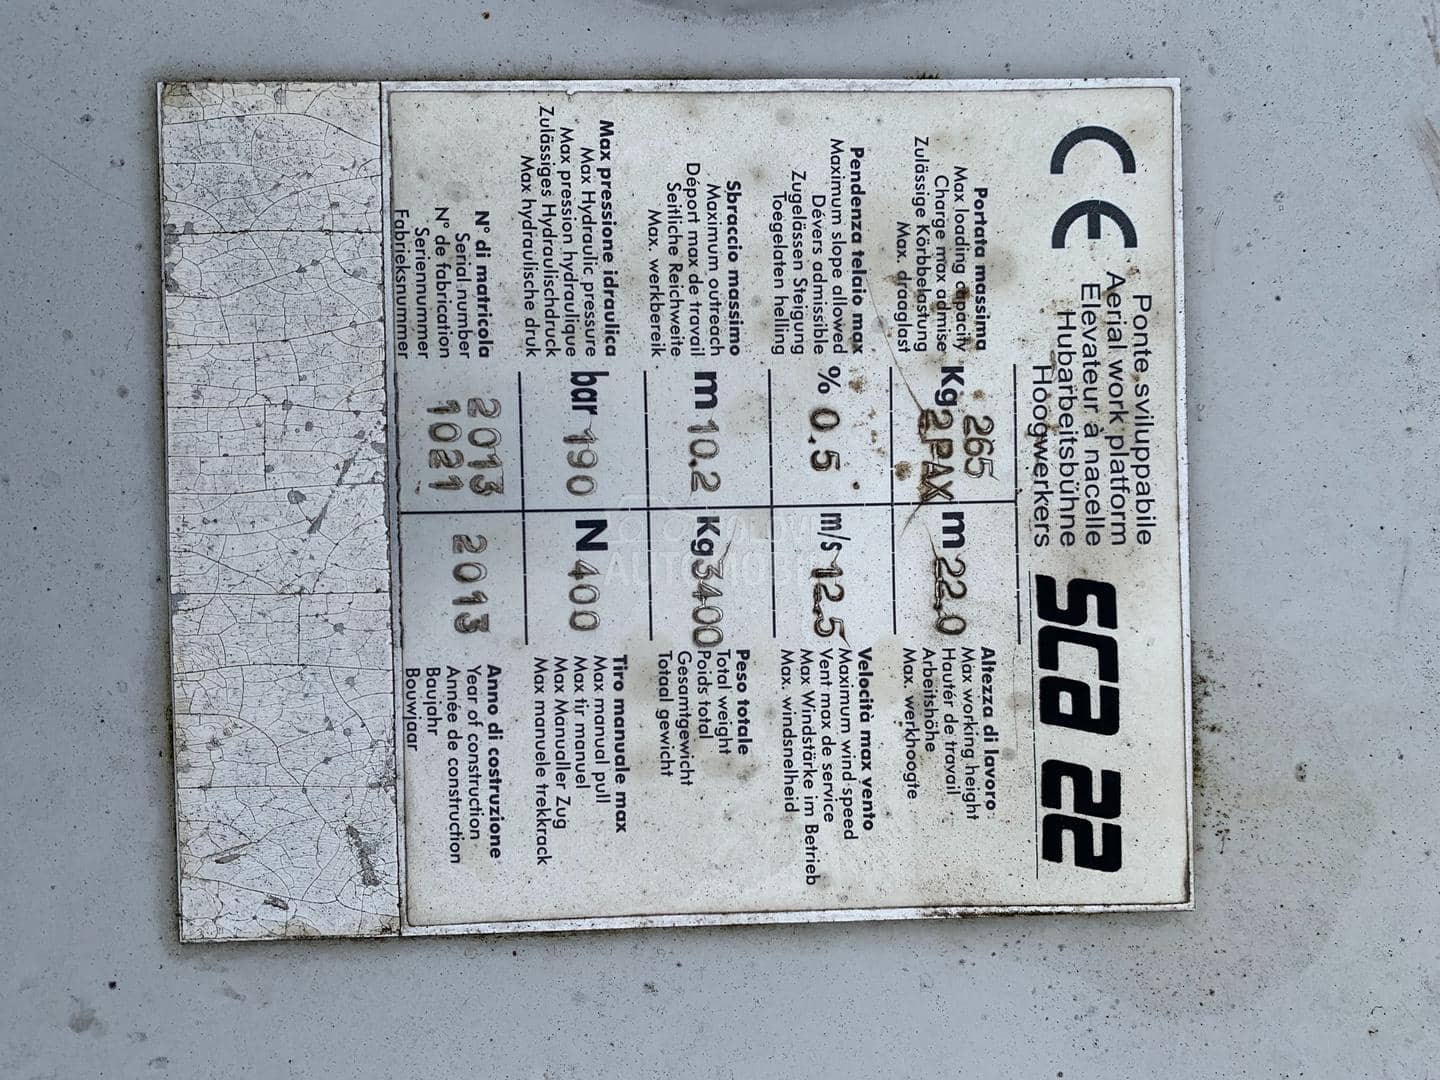 CE
Ponte sviluppabile
Aerial work platform
Elevateur à nacelle
Hubarbeitsbühne
Hoogwerkers
SCA 22
Portata massima
Max loading capacity
Charge max admise
Zulässige Körbbelastung
Max. draaglast
Kg 265
2 PAX
m 22.0
Altezza di lavoro
Max working height
Hautér de travail
Arbeitshöhe
Max. werkhoogte
Pendenza telaio max
Maximum slope allowed
Dévers admissible
Zugelässen Steigung
Toegelaten helling
% 0.5
m/s 12.5
Velocità max vento
Maximum wind speed
Vent max de service
Max Windstärke im Betrieb
Max. windsnelheid
Sbraccio massimo
Maximum outreach
Déport max de travail
Seitliche Reichweite
Max. werkbereik
m 10.2
Kg 3400
Peso totale
Total weight
Poids total
Gesamtgewicht
Totaal gewicht
Max pressione idraulica
Max Hydraulic pressure
Max pression hydraulique
Zulässiges Hydraulischdruck
Max hydraulische druk
bar 190
N 400
Tiro manuale max
Max manual pull
Max tir manuel
Max Manualler Zug
Max manuele trekkrack
N° di matricola
Serial number
N° de fabrication
Seriennummer
Fabrieksnummer
2013
1021
2013
Anno di costruzione
Year of construction
Année de construction
Baujahr
Bouwjaar